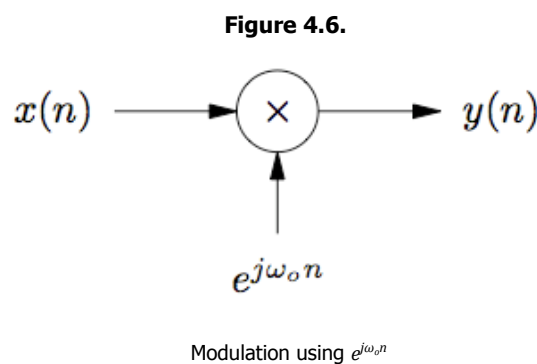 Figure 4.6.
x(n) × y(n)
e^{jω_o n}
Modulation using e^{jω_o n}